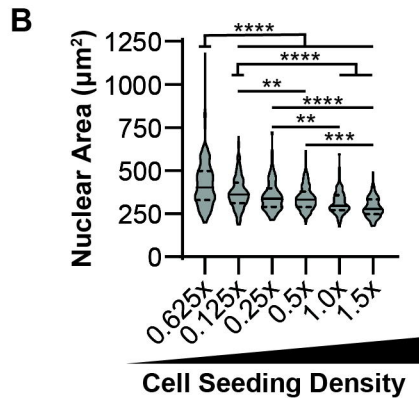 B
****
1250
****
1000
**
****
750
**
***
500
250
0
Nuclear Area (μm²)
0.625x
0.125x
0.25x
0.5x
1.0x
1.5x
Cell Seeding Density